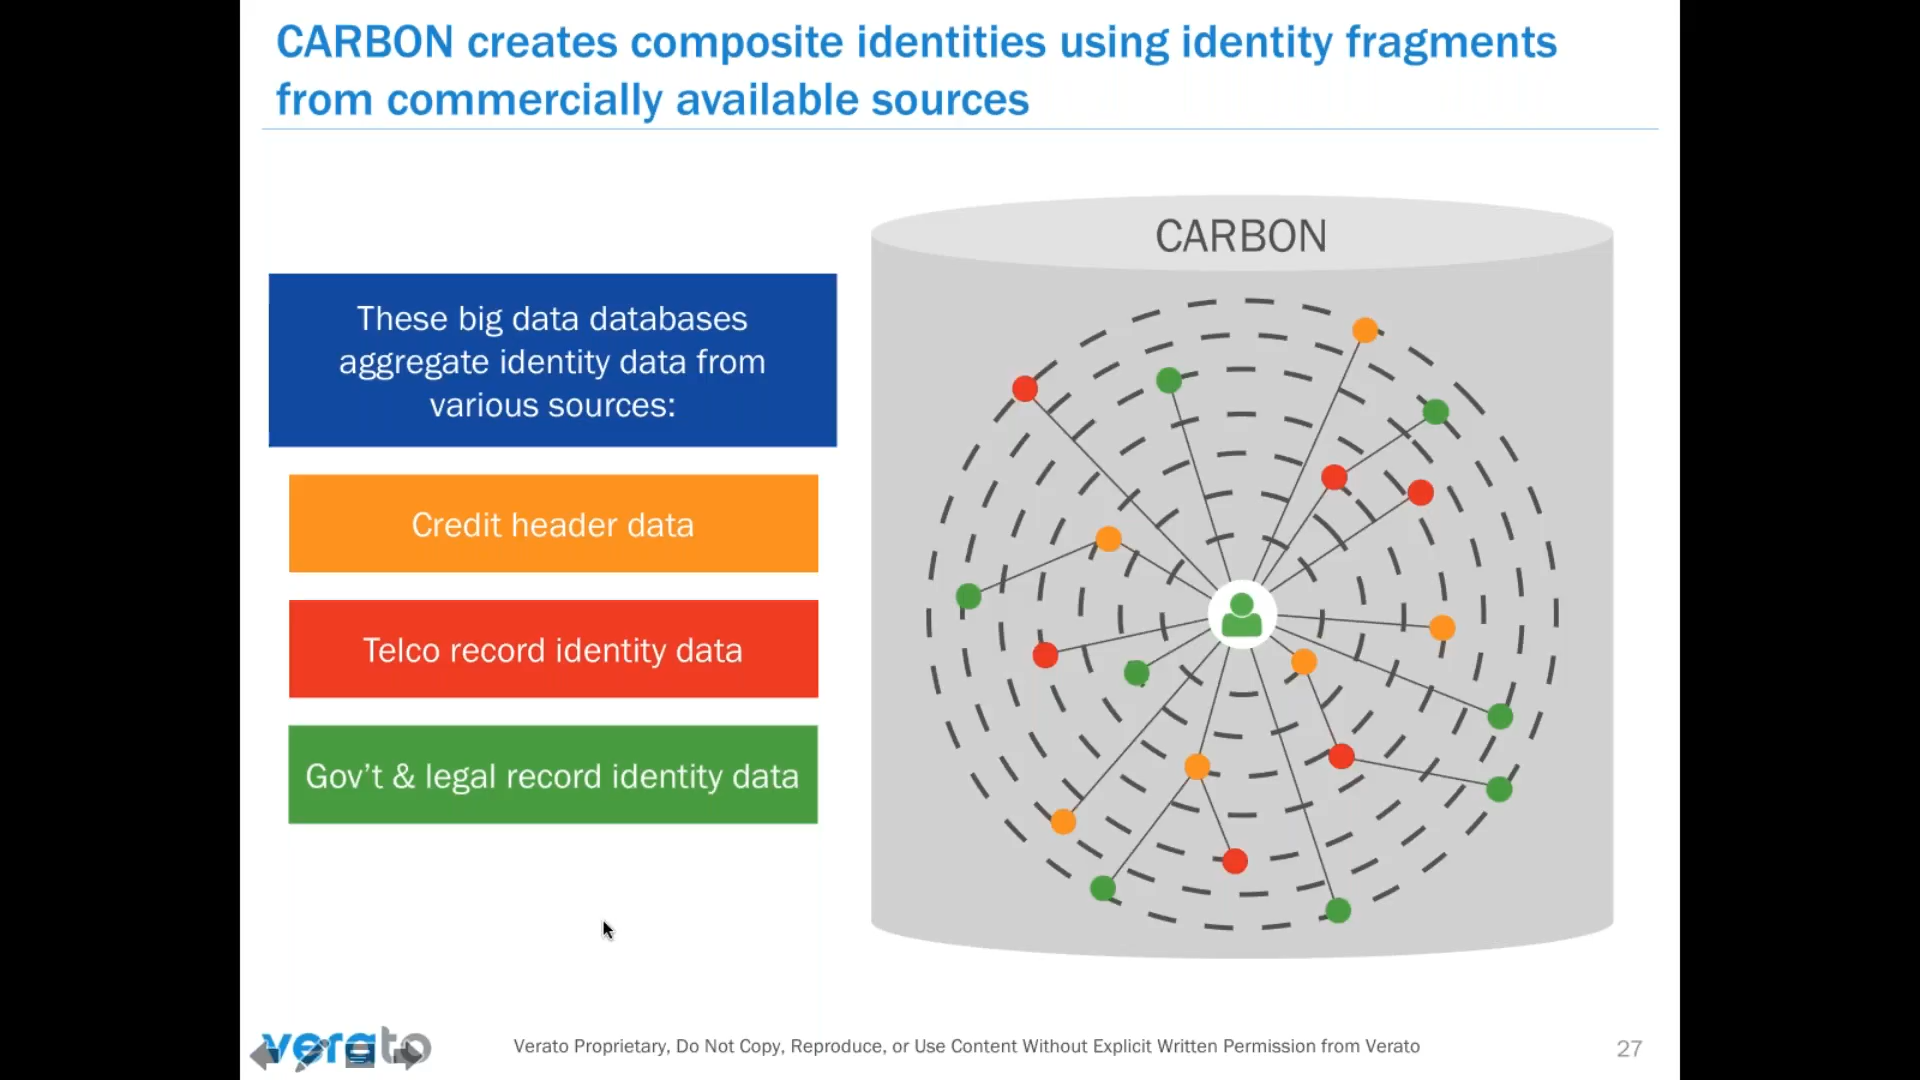 CARBON creates composite identities using identity fragments
from commercially available sources
CARBON
These big data databases
aggregate identity data from
various sources:
Credit header data
Telco record identity data
Gov’t & legal record identity data
verato
Verato Proprietary, Do Not Copy, Reproduce, or Use Content Without Explicit Written Permission from Verato
27